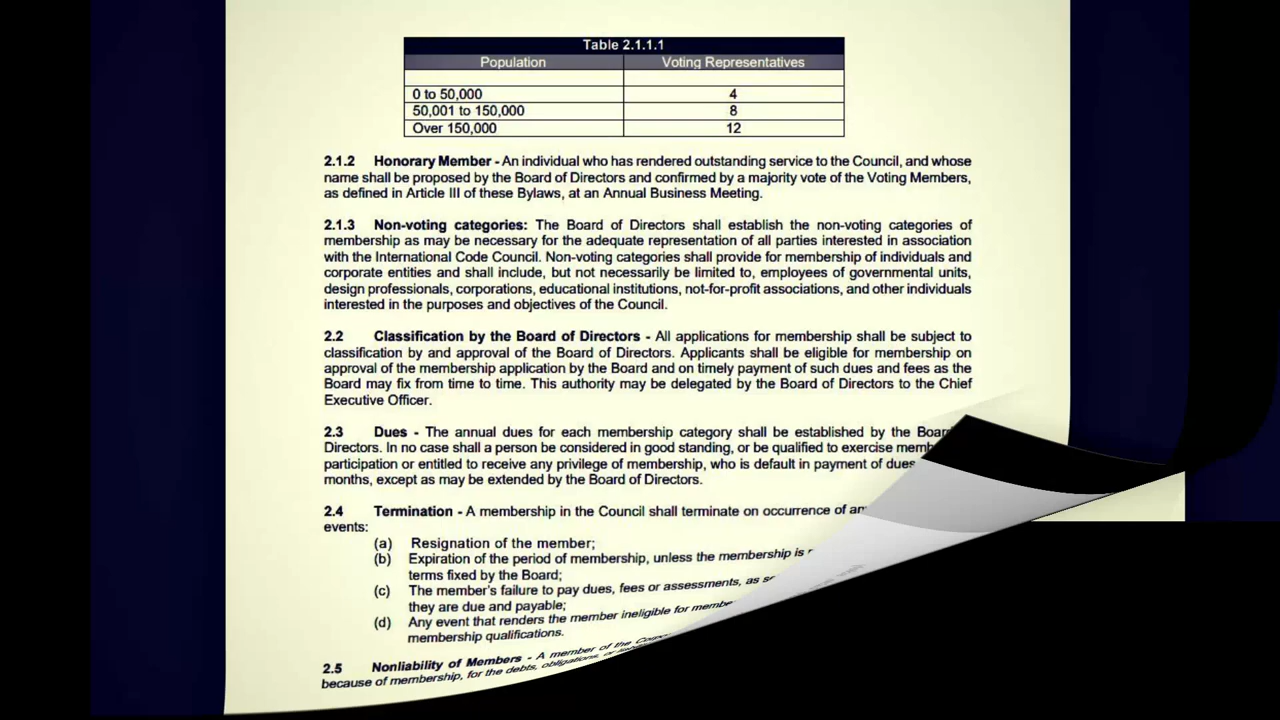 Table 2.1.1.1
Population Voting Representatives
0 to 50,000 4
50,001 to 150,000 8
Over 150,000 12
2.1.2 Honorary Member - An individual who has rendered outstanding service to the Council, and whose
name shall be proposed by the Board of Directors and confirmed by a majority vote of the Voting Members,
as defined in Article III of these Bylaws, at an Annual Business Meeting.
2.1.3 Non-voting categories: The Board of Directors shall establish the non-voting categories of
membership as may be necessary for the adequate representation of all parties interested in association
with the International Code Council. Non-voting categories shall provide for membership of individuals and
corporate entities and shall include, but not necessarily be limited to, employees of governmental units,
design professionals, corporations, educational institutions, not-for-profit associations, and other individuals
interested in the purposes and objectives of the Council.
2.2 Classification by the Board of Directors - All applications for membership shall be subject to
classification by and approval of the Board of Directors. Applicants shall be eligible for membership on
approval of the membership application by the Board and on timely payment of such dues and fees as the
Board may fix from time to time. This authority may be delegated by the Board of Directors to the Chief
Executive Officer.
2.3 Dues - The annual dues for each membership category shall be established by the
Directors. In no case shall a person be considered in good standing, or be qualified to exercise
participation or entitled to receive any privilege of membership, who is default in payment of dues
months, except as may be extended by the Board of Directors.
2.4 Termination - A membership in the Council shall terminate on occurrence of
events:
(a) Resignation of the member;
(b) Expiration of the period of membership, unless the membership is
terms fixed by the Board;
(c) The member's failure to pay dues, fees or assessments, as
they are due and payable;
(d) Any event that renders the member ineligible for
membership qualifications.
2.5 Nonliability of Members - A member of the
because of membership, for the debts, obligations, or